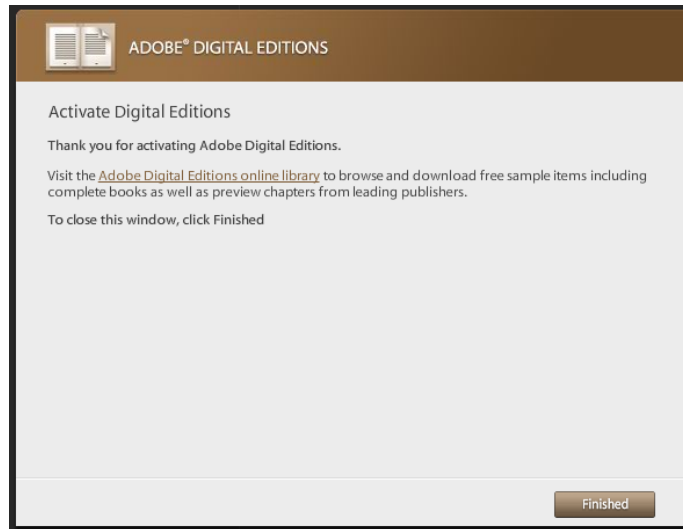 ADOBE® DIGITAL EDITIONS
Activate Digital Editions
Thank you for activating Adobe Digital Editions.
Visit the Adobe Digital Editions online library to browse and download free sample items including
complete books as well as preview chapters from leading publishers.
To close this window, click Finished
Finished